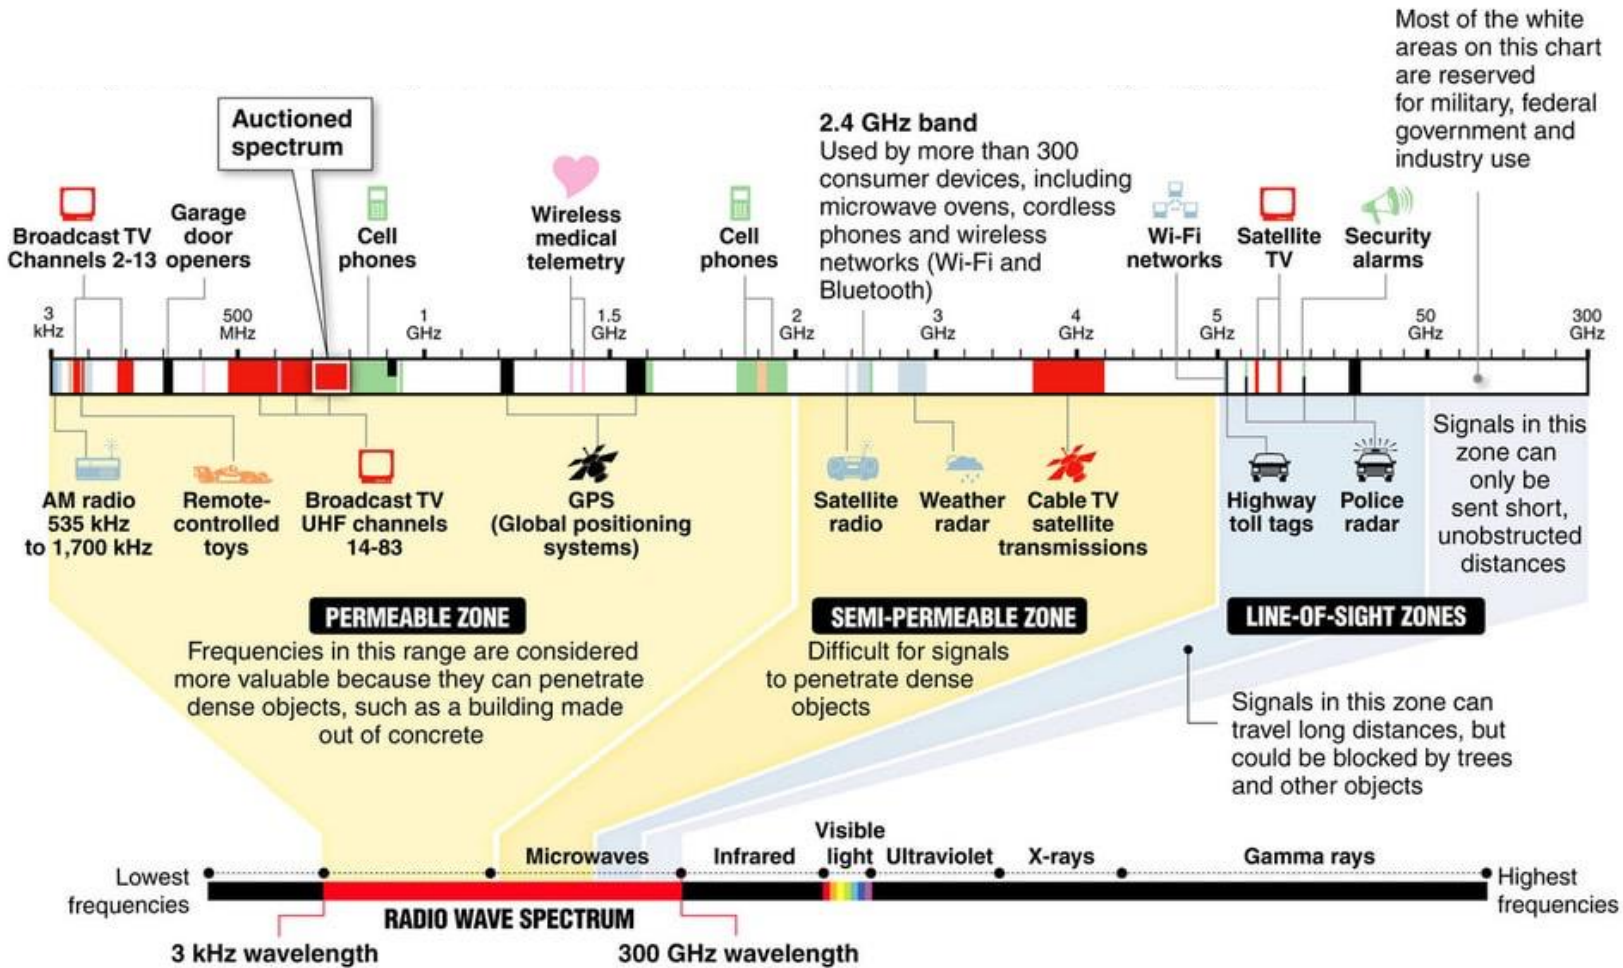 Most of the white
areas on this chart
are reserved
for military, federal
government and
industry use
Auctioned
spectrum
2.4 GHz band
Used by more than 300
consumer devices, including
microwave ovens, cordless
phones and wireless
networks (Wi-Fi and
Bluetooth)
Broadcast TV
Channels 2-13
Garage
door
openers
Cell
phones
Wireless
medical
telemetry
Cell
phones
Wi-Fi
networks
Satellite
TV
Security
alarms
3
kHz
500
MHz
1
GHz
1.5
GHz
2
GHz
3
GHz
4
GHz
5
GHz
50
GHz
300
GHz
AM radio
535 kHz
to 1,700 kHz
Remote-
controlled
toys
Broadcast TV
UHF channels
14-83
GPS
(Global positioning
systems)
Satellite
radio
Weather
radar
Cable TV
satellite
transmissions
Highway
toll tags
Police
radar
Signals in this
zone can
only be
sent short,
unobstructed
distances
PERMEABLE ZONE
Frequencies in this range are considered
more valuable because they can penetrate
dense objects, such as a building made
out of concrete
SEMI-PERMEABLE ZONE
Difficult for signals
to penetrate dense
objects
LINE-OF-SIGHT ZONES
Signals in this zone can
travel long distances, but
could be blocked by trees
and other objects
Lowest
frequencies
Microwaves
Infrared
Visible
light
Ultraviolet
X-rays
Gamma rays
Highest
frequencies
RADIO WAVE SPECTRUM
3 kHz wavelength
300 GHz wavelength